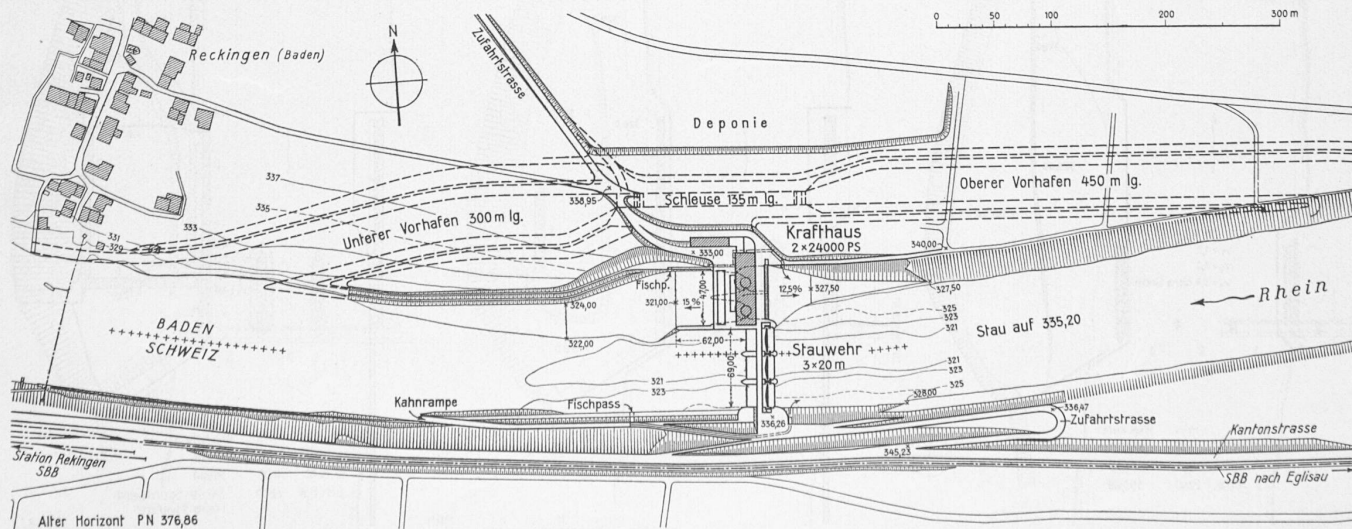 0 50 100 200 300 m
Reckingen (Baden)
N
Zufahrtstrasse
Deponie
337
338,95
Schleuse 135 m lg.
Oberer Vorhafen 450 m lg.
335
333
331
329
Unterer Vorhafen 300 m lg.
Krafthaus
2 × 24000 PS
340,00
333,00
Fischp.
321,00
15 %
47,00
12,5%
327,50
327,50
324,00
325
323
321
Rhein
Stau auf 335,20
BADEN
SCHWEIZ
322,00
62,00
69,00
Stauwehr
3 × 20 m
321
323
321
323
325
328,00
Kahnrampe
Fischpass
336,26
336,47
Zufahrtstrasse
Kantonstrasse
345,23
Station Rekingen
SBB
SBB nach Eglisau
Alter Horizont PN 376,86